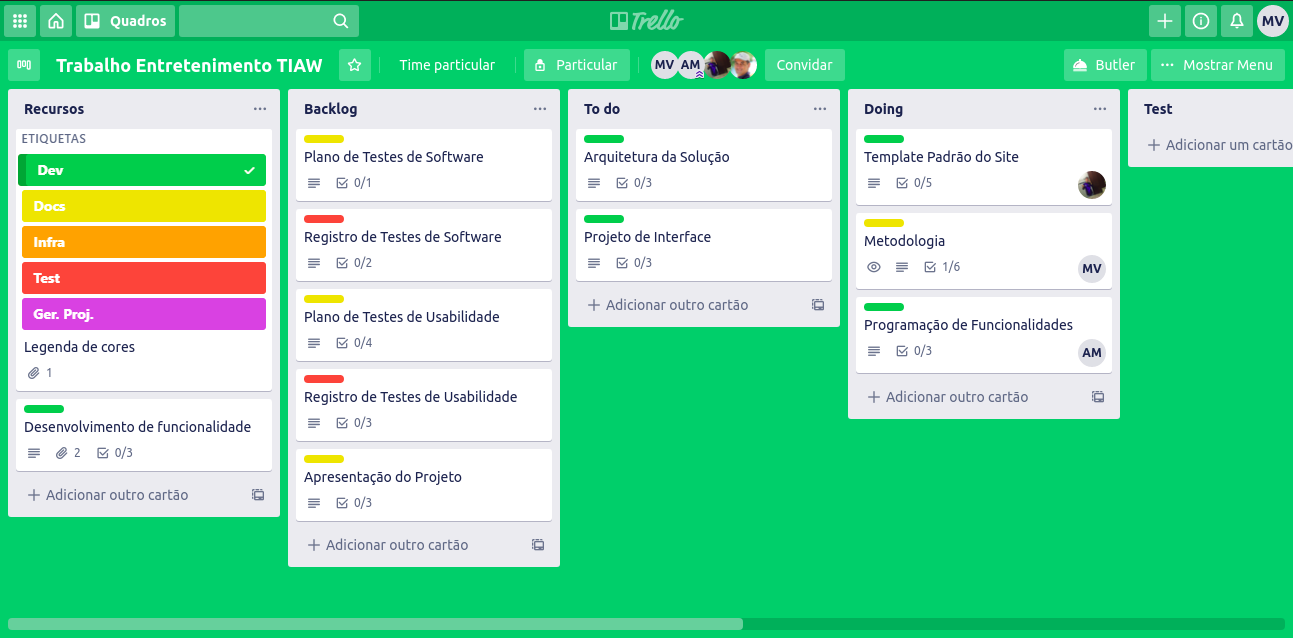 Quadros
Trello
MV
Trabalho Entretenimento TIAW
Time particular
Particular
MV
AM
Convidar
Butler
Mostrar Menu
Recursos
ETIQUETAS
Dev
Docs
Infra
Test
Ger. Proj.
Legenda de cores
1
Desenvolvimento de funcionalidade
2 0/3
Adicionar outro cartão
Backlog
Plano de Testes de Software
0/1
Registro de Testes de Software
0/2
Plano de Testes de Usabilidade
0/4
Registro de Testes de Usabilidade
0/3
Apresentação do Projeto
0/3
Adicionar outro cartão
To do
Arquitetura da Solução
0/3
Projeto de Interface
0/3
Adicionar outro cartão
Doing
Template Padrão do Site
0/5
Metodologia
1/6
MV
Programação de Funcionalidades
0/3
AM
Adicionar outro cartão
Test
Adicionar um cartão